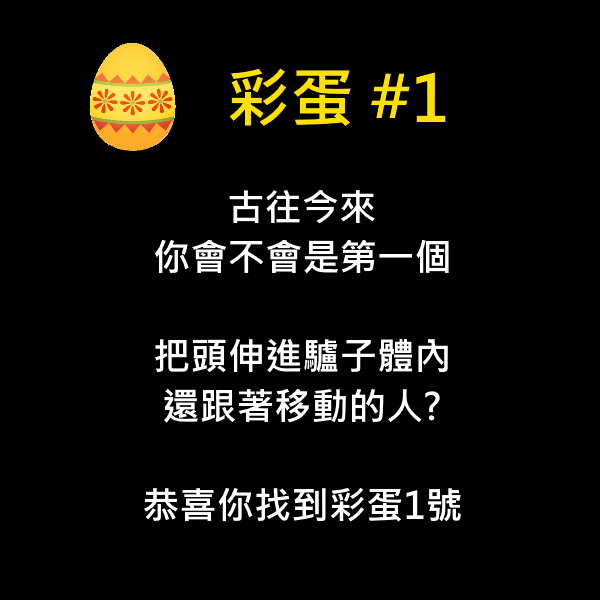 彩蛋 #1
古往今來
你會不會是第一個
把頭伸進驢子體內
還跟著移動的人?
恭喜你找到彩蛋1號